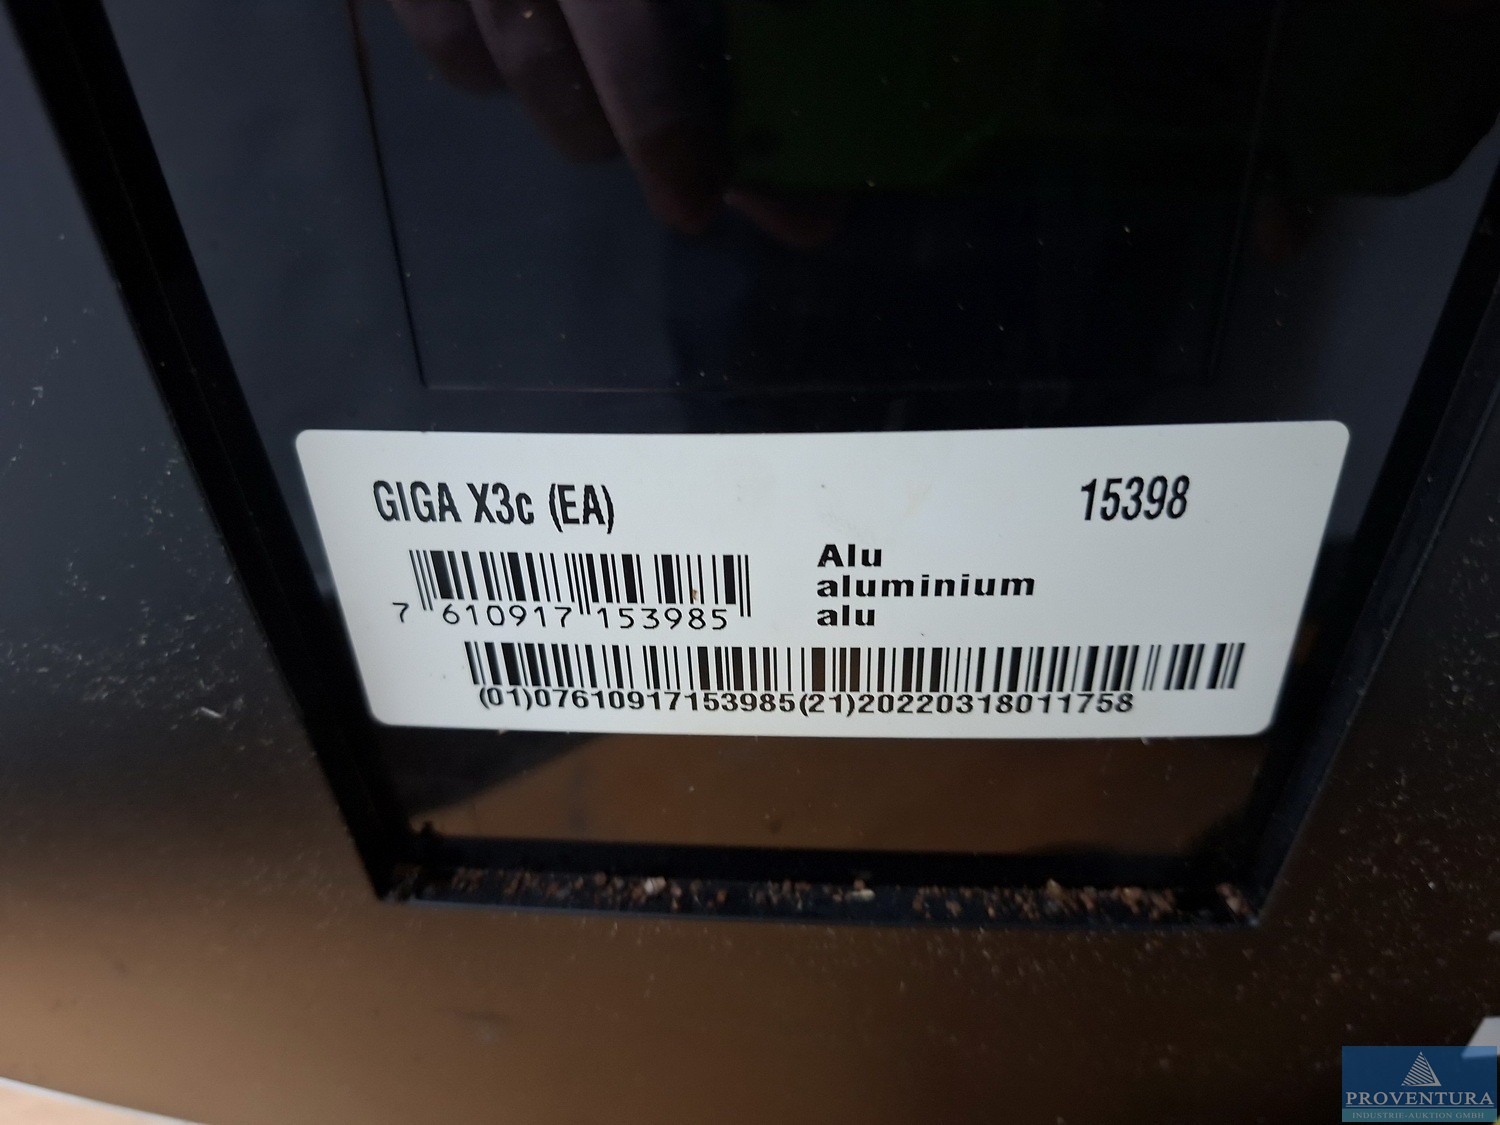 GIGA X3c (EA)
15398
Alu
aluminium
alu
7 610917 153985
(01)07610917153985(21)20220318011758
PROVENTURA
INDUSTRIE-AUKTION GMBH